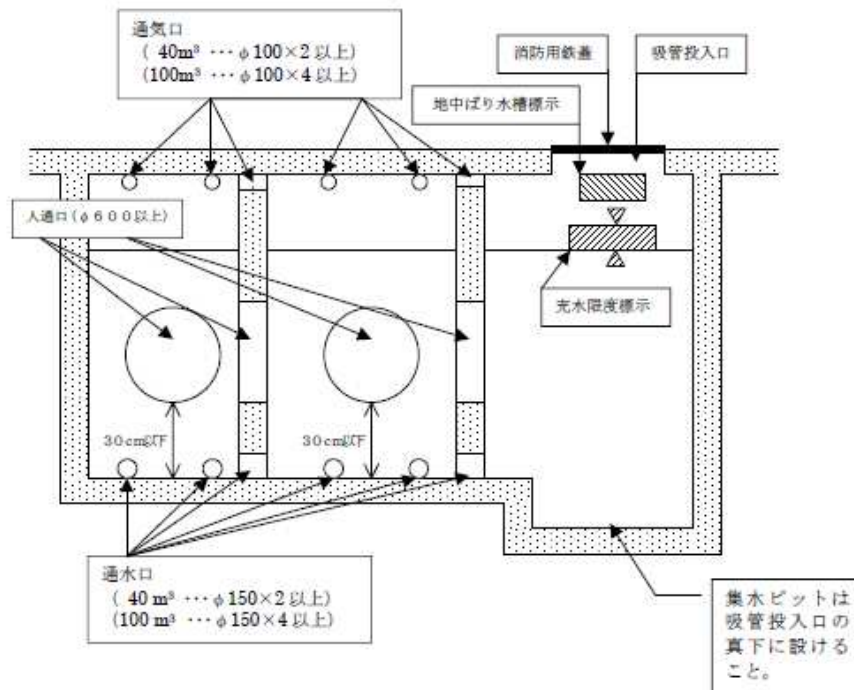 通気口
( 40m³ …φ100×2以上)
(100m³ …φ100×4以上)
消防用鉄蓋
吸管投入口
地中ばり水槽標示
人通口(φ600以上)
充水限度標示
30cm以下
30cm以下
通水口
( 40 m³ …φ150×2以上)
(100 m³ …φ150×4以上)
集水ピットは
吸管投入口の
真下に設ける
こと。